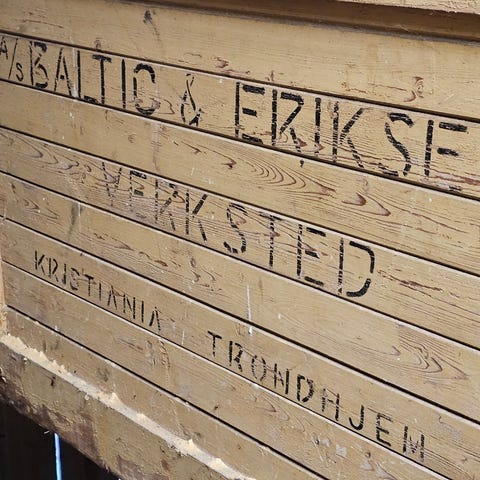 A/S BALTIC & ERIKSE
VERKSTED
KRISTIANIA TRONDHJEM